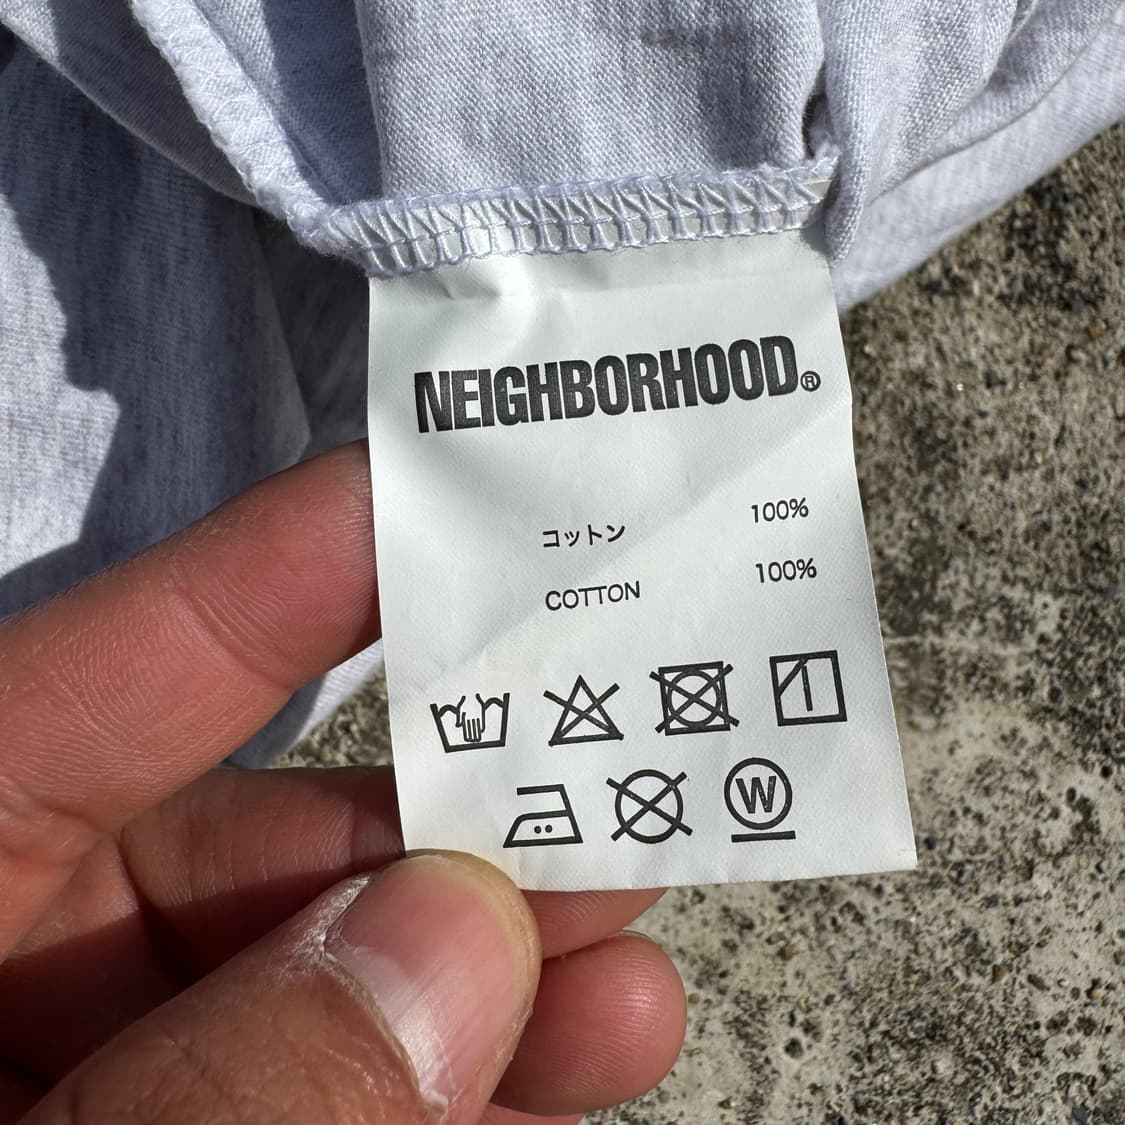 NEIGHBORHOOD®
コットン 100%
COTTON 100%
W